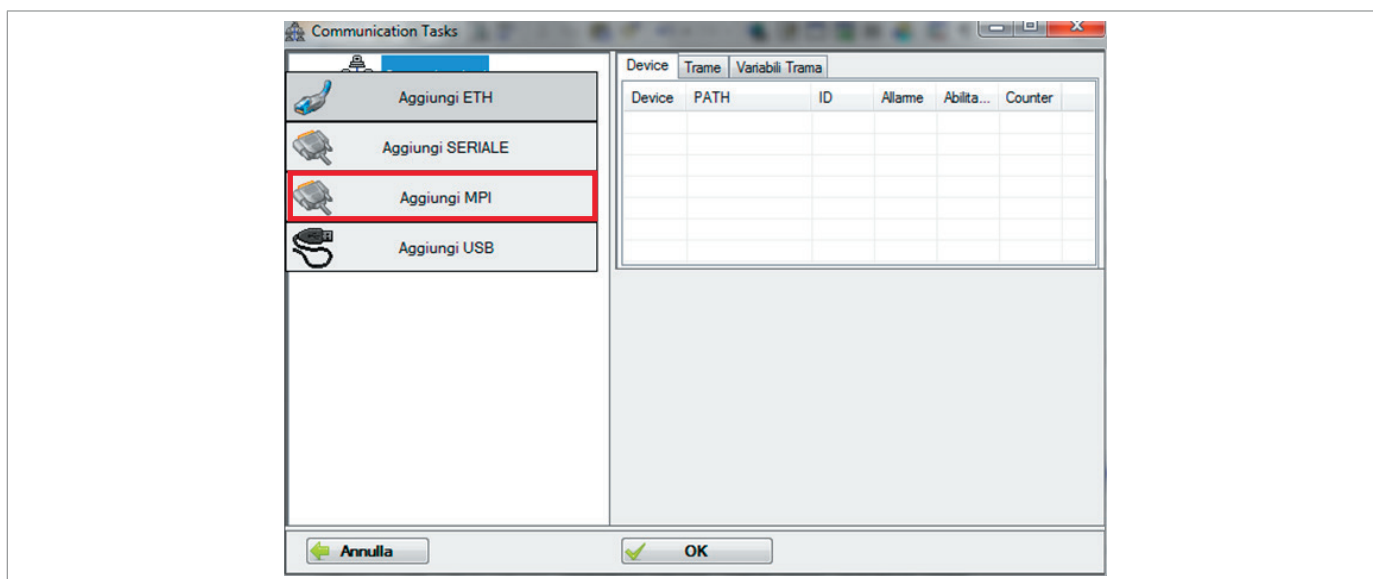 Communication Tasks
Device Trame Variabili Trama
Device PATH ID Allarme Abilita... Counter
Aggiungi ETH
Aggiungi SERIALE
Aggiungi MPI
Aggiungi USB
Annulla OK